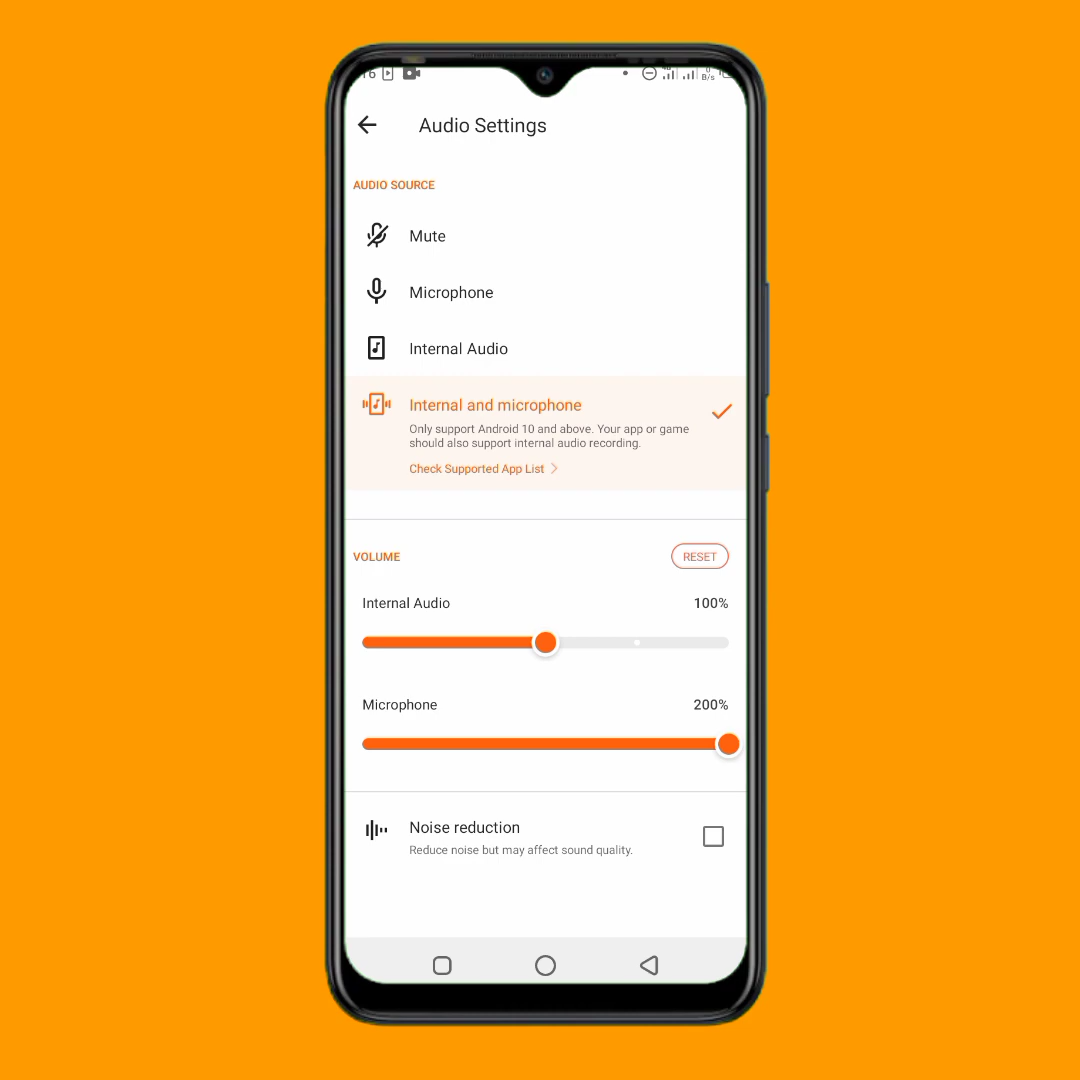 Audio Settings
AUDIO SOURCE
Mute
Microphone
Internal Audio
Internal and microphone
Only support Android 10 and above. Your app or game
should also support internal audio recording.
Check Supported App List
VOLUME
RESET
Internal Audio
100%
Microphone
200%
Noise reduction
Reduce noise but may affect sound quality.